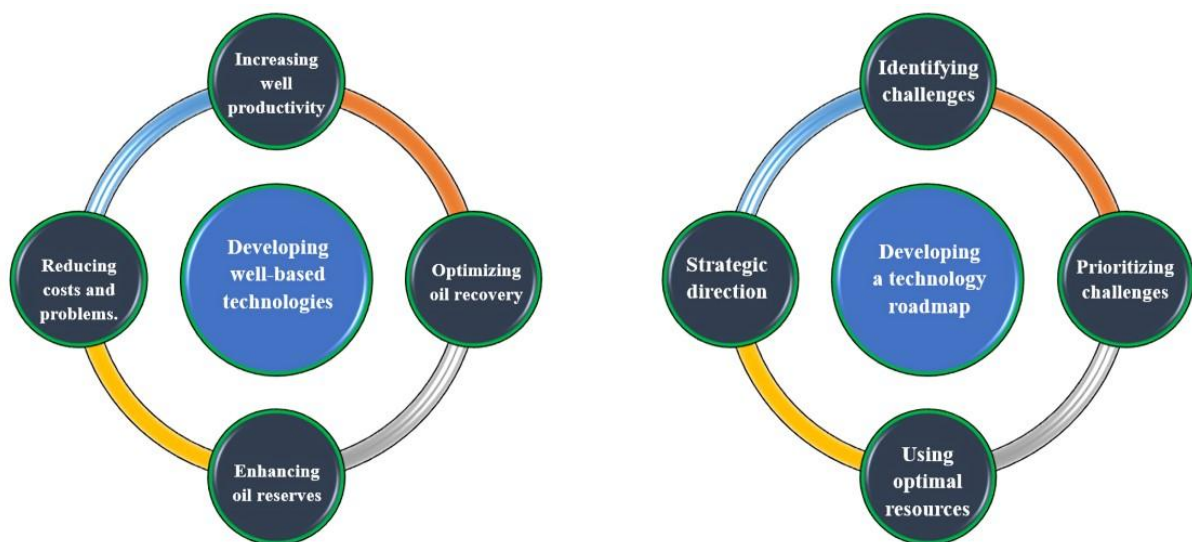 Increasing
well
productivity
Developing
well-based
technologies
Optimizing
oil recovery
Enhancing
oil reserves
Reducing
costs and
problems.
Identifying
challenges
Developing
a technology
roadmap
Prioritizing
challenges
Using
optimal
resources
Strategic
direction